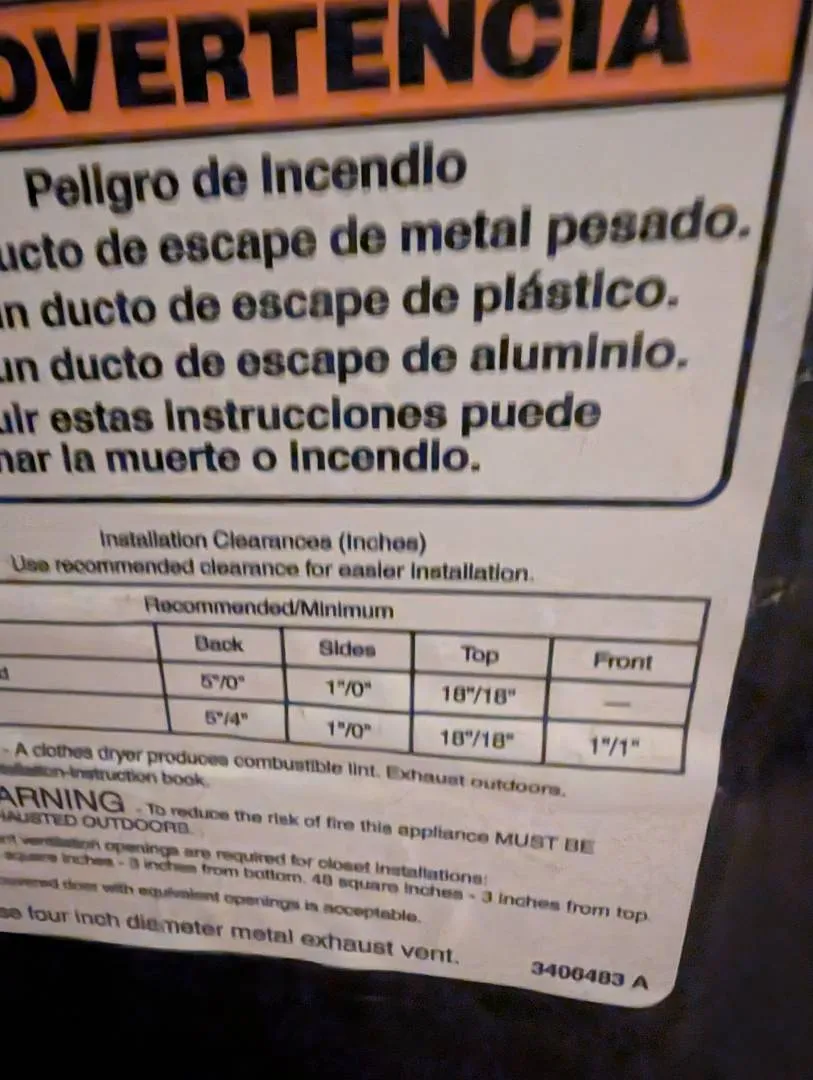 OVERTENCIA
Peligro de Incendio
ucto de escape de metal pesado.
un ducto de escape de plástico.
un ducto de escape de aluminio.
uir estas instrucciones puede
nar la muerte o incendio.
Installation Clearances (Inches)
Use recommended clearance for easier installation.
Recommended/Minimum
Back Sides Top Front
d 5"/0" 1"/0" 18"/18" —
5"/4" 1"/0" 18"/18" 1"/1"
- A clothes dryer produces combustible lint. Exhaust outdoors.
-instruction book.
ARNING - To reduce the risk of fire this appliance MUST BE
HAUSTED OUTDOORS.
nt ventilation openings are required for closet installations:
square inches - 3 inches from bottom. 48 square inches - 3 inches from top
ouvered door with equivalent openings is acceptable.
se four inch diameter metal exhaust vent.
3406483 A